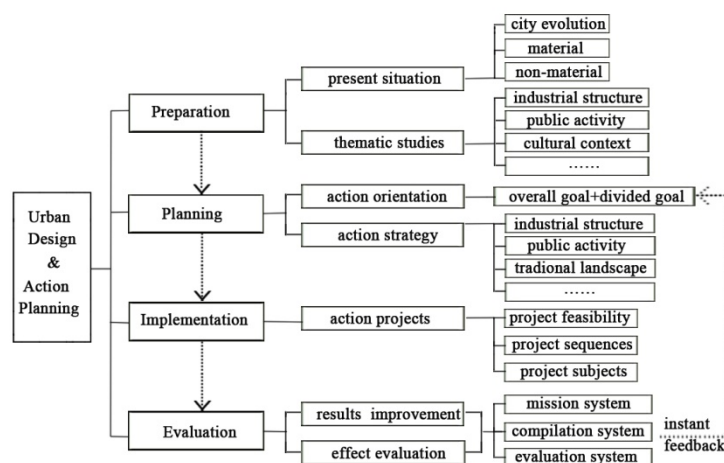 Urban
Design
&
Action
Planning
Preparation
present situation
city evolution
material
non-material
thematic studies
industrial structure
public activity
cultural context
......
Planning
action orientation
overall goal+divided goal
action strategy
industrial structure
public activity
tradional landscape
......
Implementation
action projects
project feasibility
project sequences
project subjects
Evaluation
results improvement
effect evaluation
mission system
compilation system
evaluation system
instant
feedback